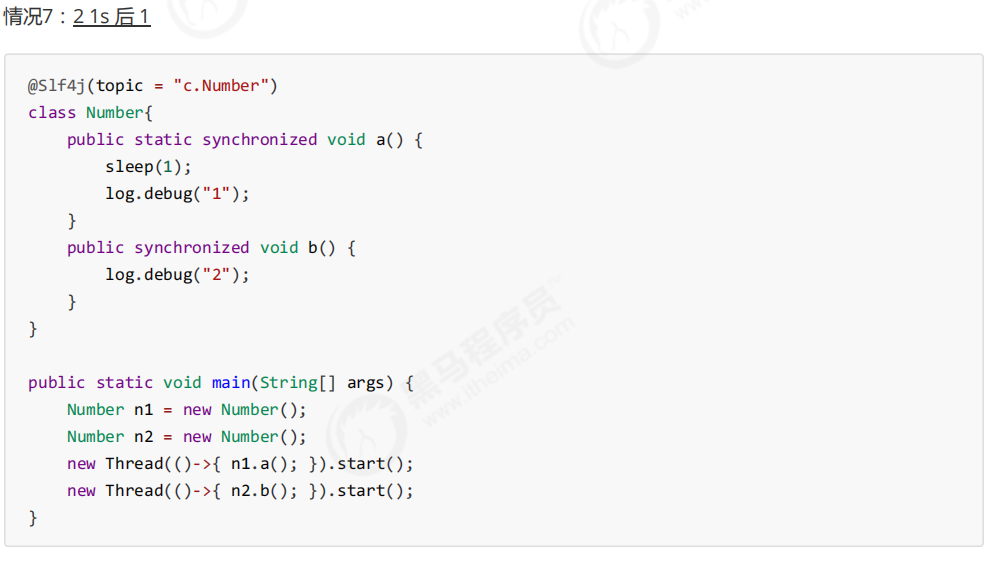 情况7：2 1s 后 1
@Slf4j(topic = "c.Number")
class Number{
    public static synchronized void a() {
        sleep(1);
        log.debug("1");
    }
    public synchronized void b() {
        log.debug("2");
    }
}

public static void main(String[] args) {
    Number n1 = new Number();
    Number n2 = new Number();
    new Thread(()->{ n1.a(); }).start();
    new Thread(()->{ n2.b(); }).start();
}
黑马程序员
www.itheima.com